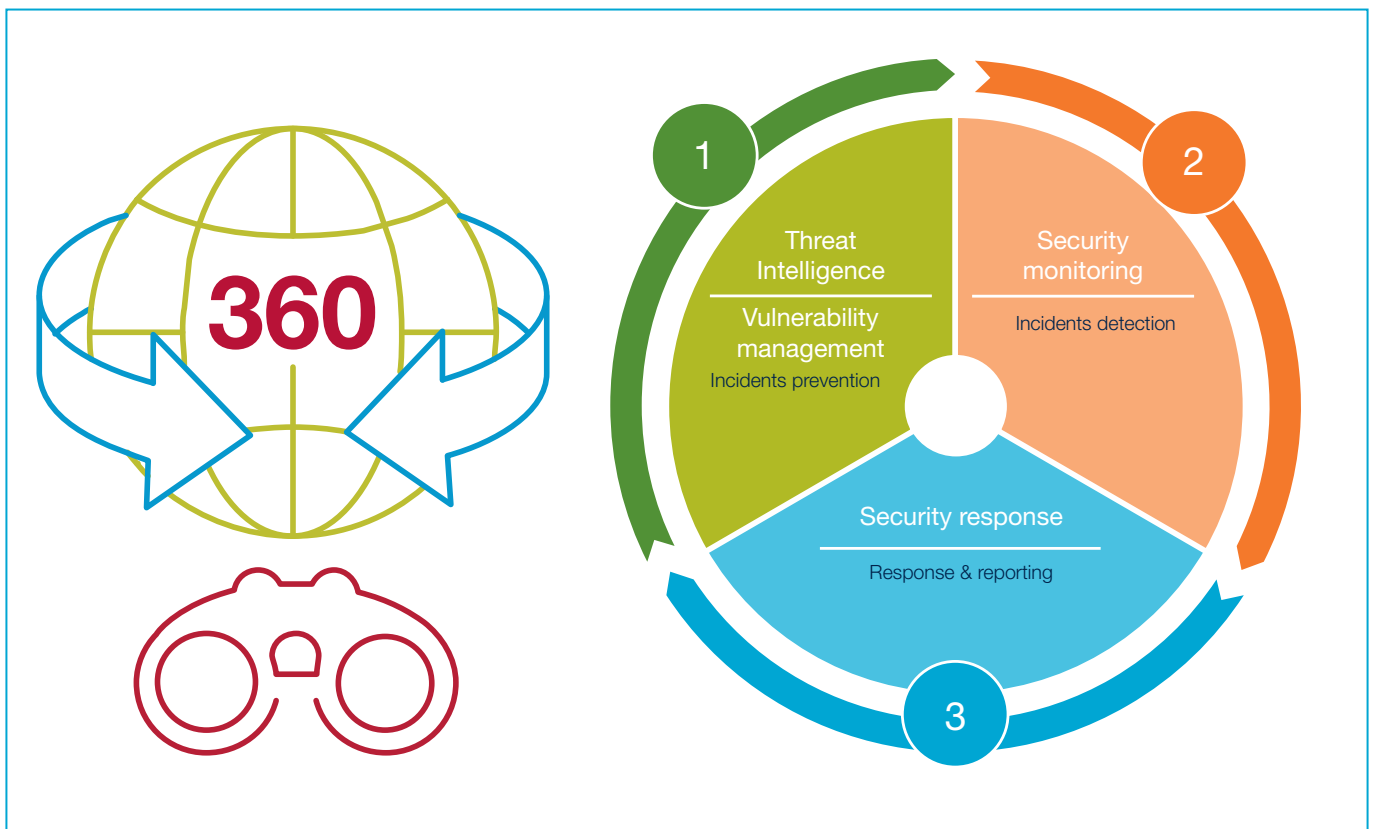 360
1
Threat
Intelligence
Vulnerability
management
Incidents prevention
2
Security
monitoring
Incidents detection
Security response
Response & reporting
3